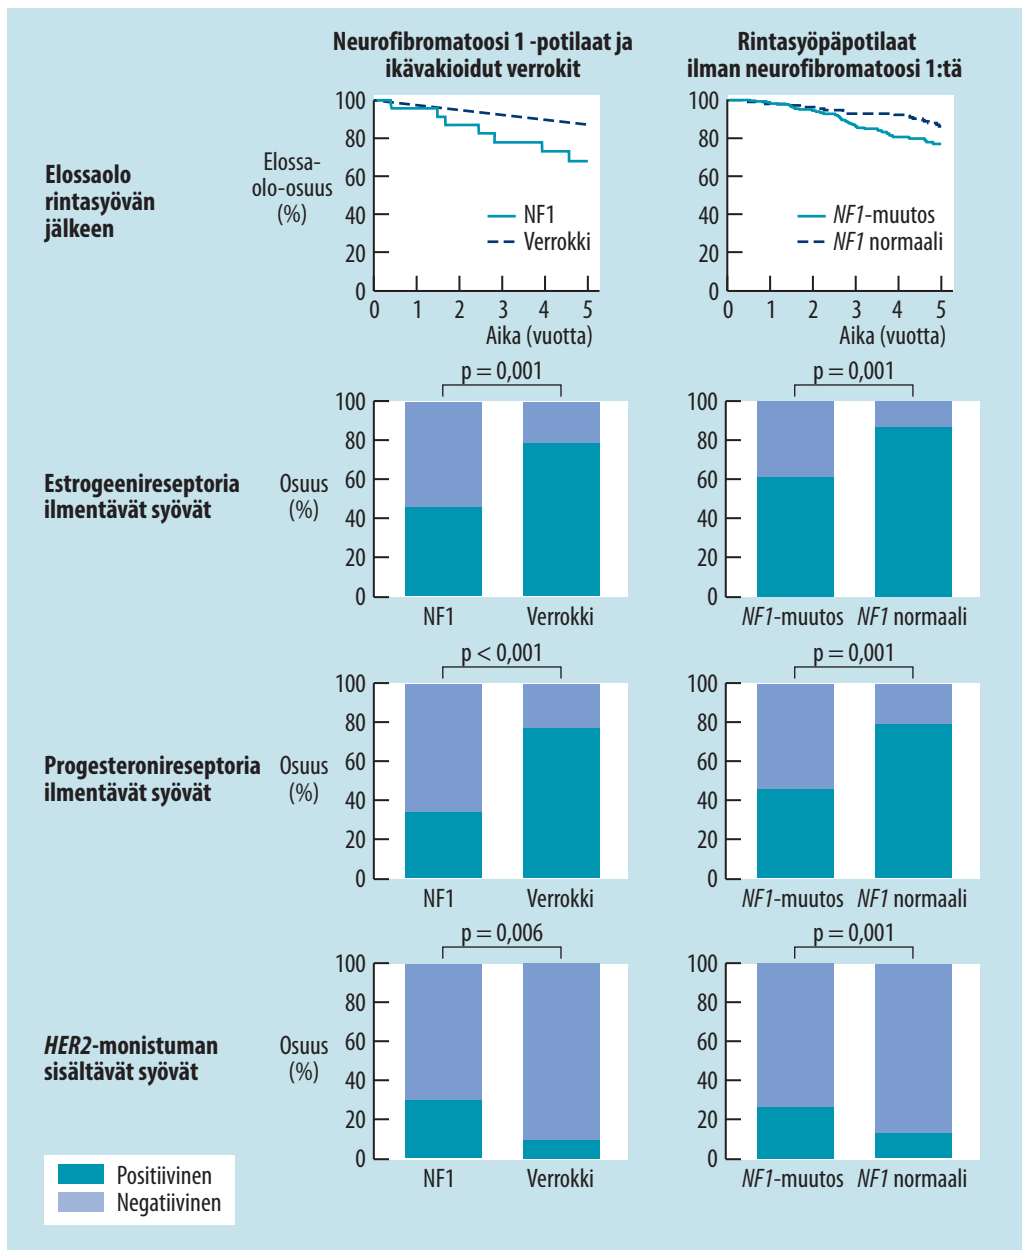 Neurofibromatoosi 1 -potilaat ja
ikävakioidut verrokit
Rintasyöpäpotilaat
ilman neurofibromatoosi 1:tä
Elossaolo
rintasyövän
jälkeen
Elossa-
olo-osuus
(%)
100
80
60
40
20
0
NF1
Verrokki
0 1 2 3 4 5
Aika (vuotta)
100
80
60
40
20
0
NF1-muutos
NF1 normaali
0 1 2 3 4 5
Aika (vuotta)
Estrogeenireseptoria
ilmentävät syövät
Osuus
(%)
p = 0,001
100
80
60
40
20
0
NF1 Verrokki
p = 0,001
100
80
60
40
20
0
NF1-muutos NF1 normaali
Progesteronireseptoria
ilmentävät syövät
Osuus
(%)
p < 0,001
100
80
60
40
20
0
NF1 Verrokki
p = 0,001
100
80
60
40
20
0
NF1-muutos NF1 normaali
HER2-monistuman
sisältävät syövät
Osuus
(%)
p = 0,006
100
80
60
40
20
0
NF1 Verrokki
p = 0,001
100
80
60
40
20
0
NF1-muutos NF1 normaali
Positiivinen
Negatiivinen